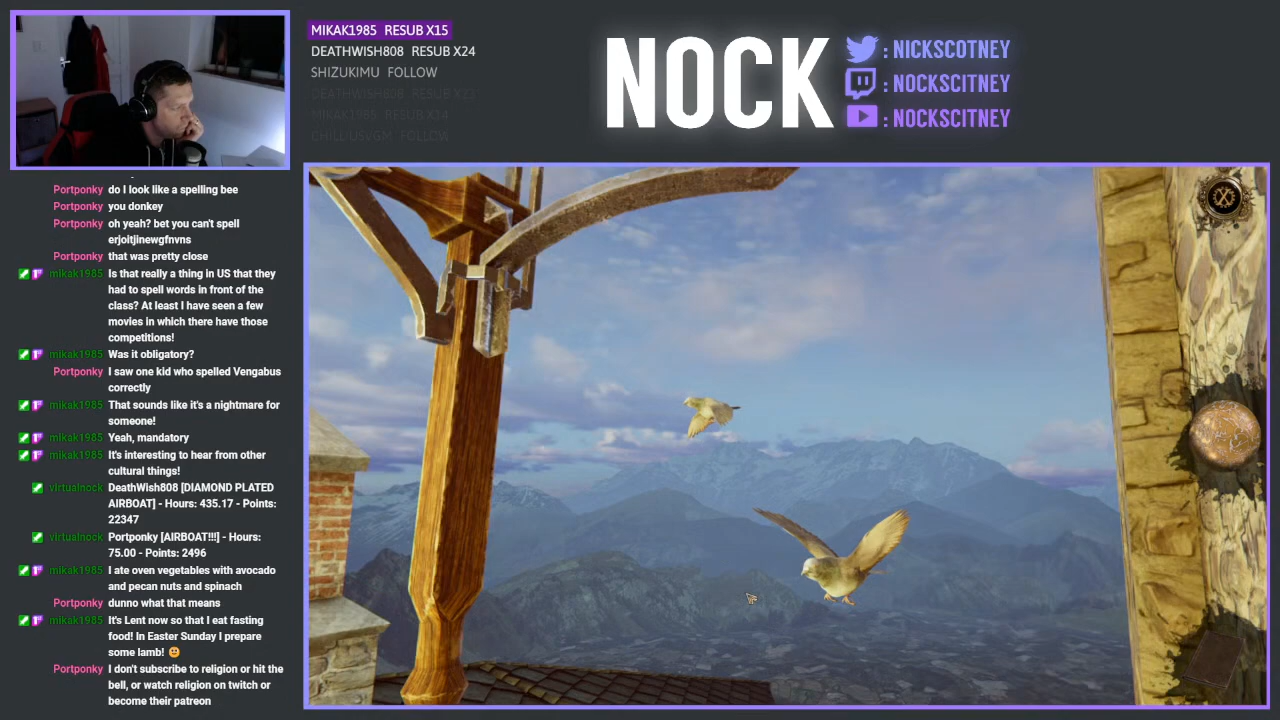 MIKAK1985 RESUB X15
DEATHWISH808 RESUB X24
SHIZUKIMU FOLLOW
DEATHWISH808 RESUB X23
MIKAK1985 RESUB X14
CHILLIUSVGM FOLLOW
NOCK
: NICKSCOTNEY
: NOCKSCITNEY
: NOCKSCITNEY
Portponky do I look like a spelling bee
Portponky you donkey
Portponky oh yeah? bet you can't spell
erjoitjinewgfnvns
Portponky that was pretty close
mikak1985 Is that really a thing in US that they
had to spell words in front of the
class? At least I have seen a few
movies in which there have those
competitions!
mikak1985 Was it obligatory?
Portponky I saw one kid who spelled Vengabus
correctly
mikak1985 That sounds like it's a nightmare for
someone!
mikak1985 Yeah, mandatory
mikak1985 It's interesting to hear from other
cultural things!
virtualnock DeathWish808 [DIAMOND PLATED
AIRBOAT] - Hours: 435.17 - Points:
22347
virtualnock Portponky [AIRBOAT!!!] - Hours:
75.00 - Points: 2496
mikak1985 I ate oven vegetables with avocado
and pecan nuts and spinach
Portponky dunno what that means
mikak1985 It's Lent now so that I eat fasting
food! In Easter Sunday I prepare
some lamb! 🙂
Portponky I don't subscribe to religion or hit the
bell, or watch religion on twitch or
become their patreon